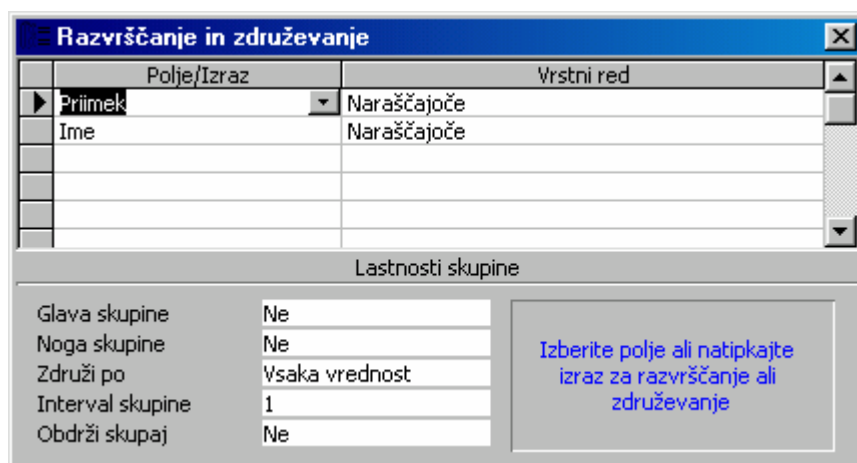 Razvrščanje in združevanje
Polje/Izraz Vrstni red
Priimek Naraščajoče
Ime Naraščajoče
Lastnosti skupine
Glava skupine Ne
Noga skupine Ne
Združi po Vsaka vrednost
Interval skupine 1
Obdrži skupaj Ne
Izberite polje ali natipkajte
izraz za razvrščanje ali
združevanje